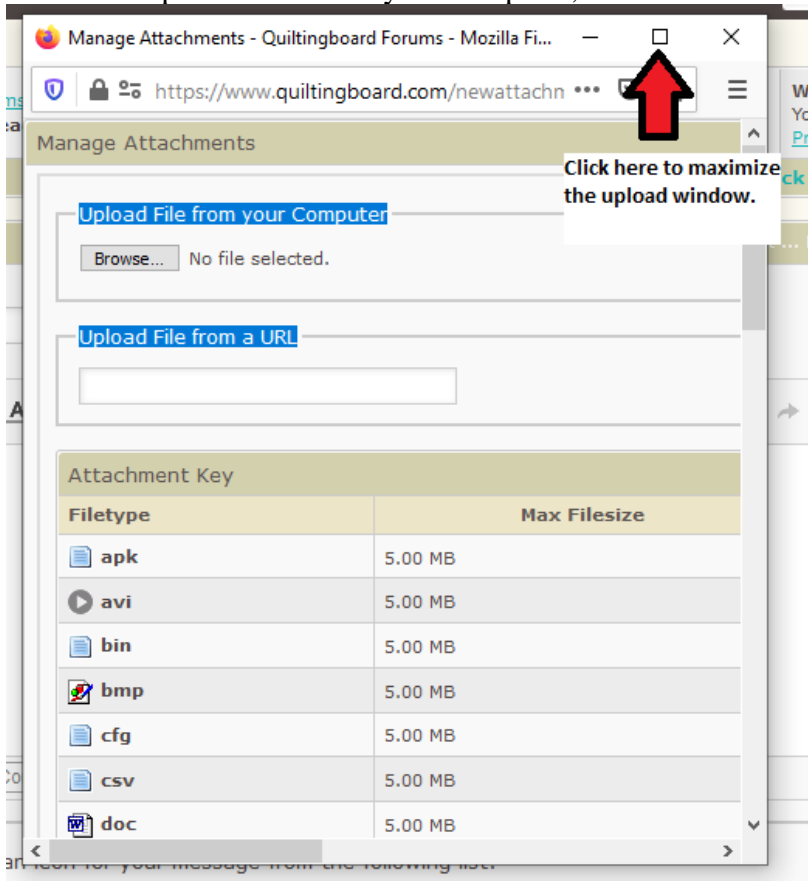 Manage Attachments - Quiltingboard Forums - Mozilla Fi...
https://www.quiltingboard.com/newattachn
Manage Attachments
Click here to maximize
the upload window.
Upload File from your Computer
Browse... No file selected.
Upload File from a URL
Attachment Key
Filetype Max Filesize
apk 5.00 MB
avi 5.00 MB
bin 5.00 MB
bmp 5.00 MB
cfg 5.00 MB
csv 5.00 MB
doc 5.00 MB